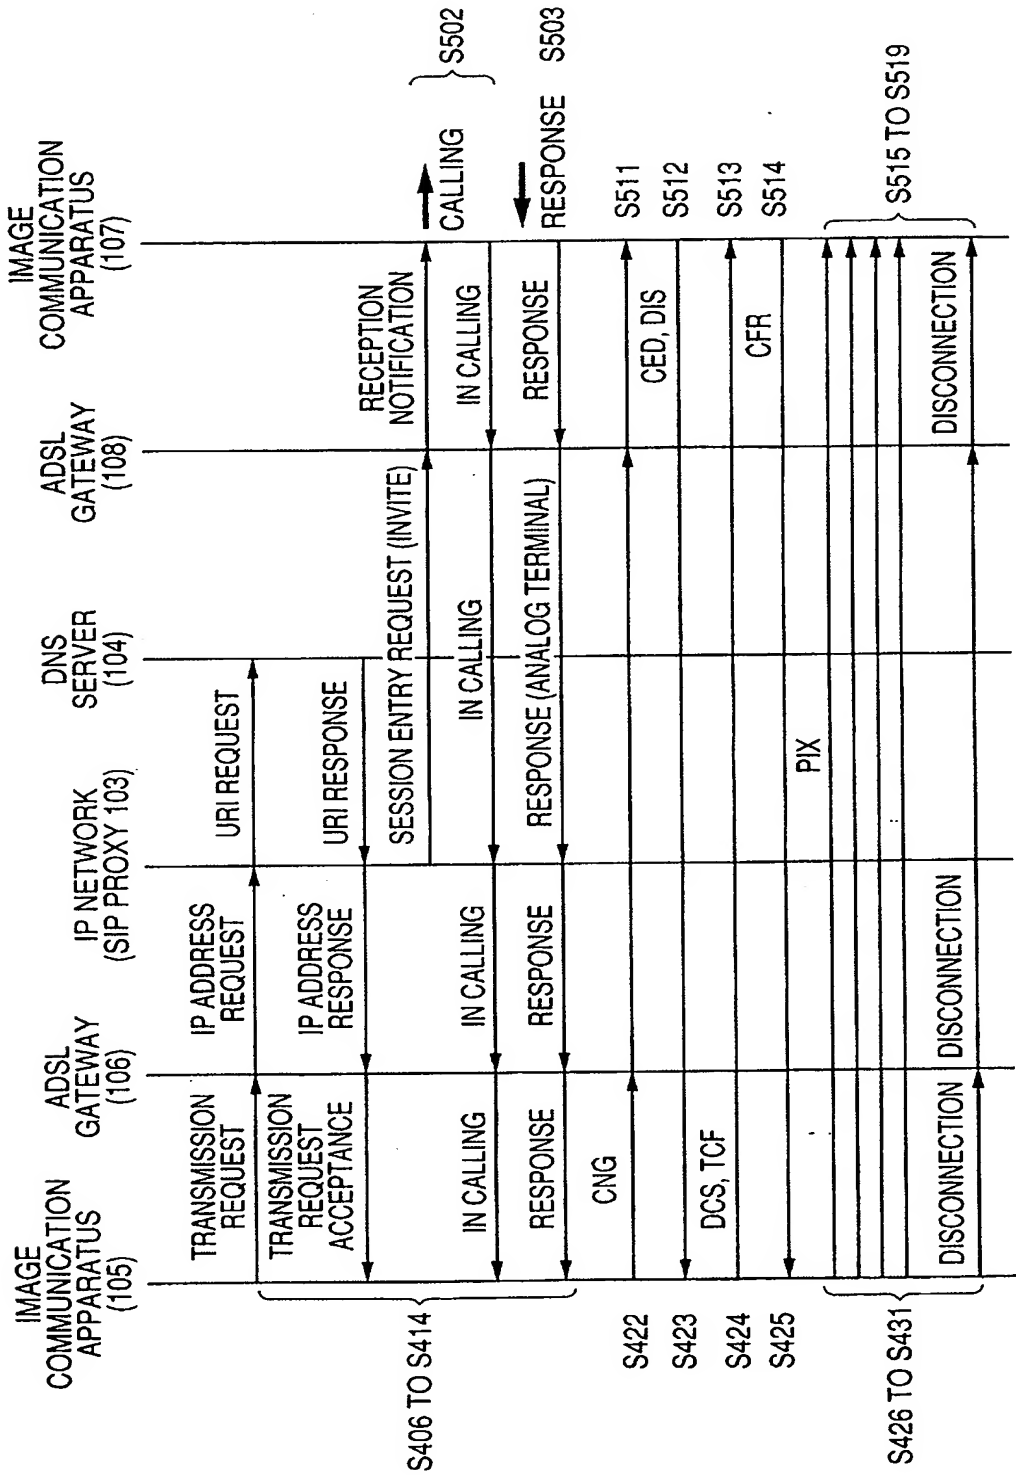 IMAGE
COMMUNICATION
APPARATUS
(105)
ADSL
GATEWAY
(106)
IP NETWORK
(SIP PROXY 103)
DNS
SERVER
(104)
ADSL
GATEWAY
(108)
IMAGE
COMMUNICATION
APPARATUS
(107)
TRANSMISSION
REQUEST
IP ADDRESS
REQUEST
URI REQUEST
TRANSMISSION
REQUEST
ACCEPTANCE
IP ADDRESS
RESPONSE
URI RESPONSE
S406 TO S414
SESSION ENTRY REQUEST (INVITE)
RECEPTION
NOTIFICATION
CALLING
S502
IN CALLING
IN CALLING
IN CALLING
IN CALLING
RESPONSE
RESPONSE
RESPONSE (ANALOG TERMINAL)
RESPONSE
RESPONSE
S503
S422
CNG
S511
S423
CED, DIS
S512
S424
DCS, TCF
S513
S425
CFR
S514
PIX
S426 TO S431
S515 TO S519
DISCONNECTION
DISCONNECTION
DISCONNECTION